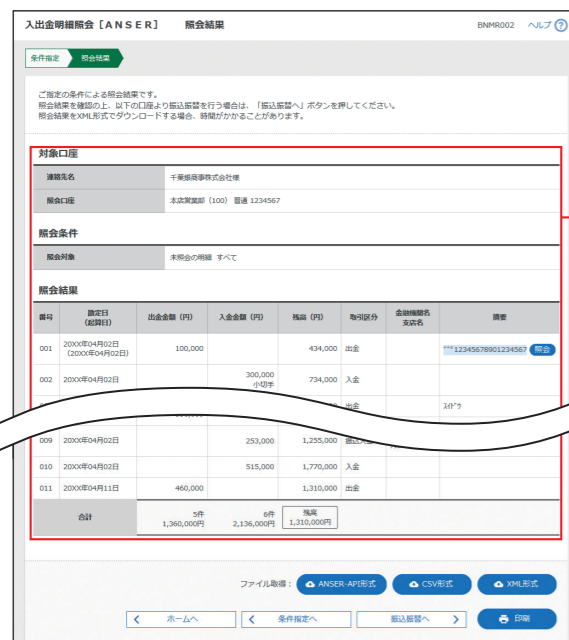 入出金明細照会［ＡＮＳＥＲ］　照会結果
BNMR002 ヘルプ ?
条件指定 照会結果
ご指定の条件による照会結果です。
照会結果を確認の上、以下の口座より振込振替を行う場合は、「振込振替へ」ボタンを押してください。
照会結果をXML形式でダウンロードする場合、時間がかかることがあります。
対象口座
連絡先名 千葉銀商事株式会社様
照会口座 本店営業部（100） 普通 1234567
照会条件
照会対象 未照会の明細 すべて
照会結果
番号 勘定日 (起算日) 出金金額（円） 入金金額（円） 残高（円） 取引区分 金融機関名 支店名 摘要
001 20XX年04月02日 100,000 434,000 出金 ***12345678901234567 照会
(20XX年04月02日)
002 20XX年04月02日 300,000 734,000 入金
小切手
出金 ｽｲﾄﾞｳ
009 20XX年04月02日 253,000 1,255,000 振込入金
010 20XX年04月02日 515,000 1,770,000 入金
011 20XX年04月11日 460,000 1,310,000 出金
合計 5件 6件 残高
1,360,000円 2,136,000円 1,310,000円
ファイル取得： ANSER-API形式 CSV形式 XML形式
ホームへ 条件指定へ 振込振替へ 印刷